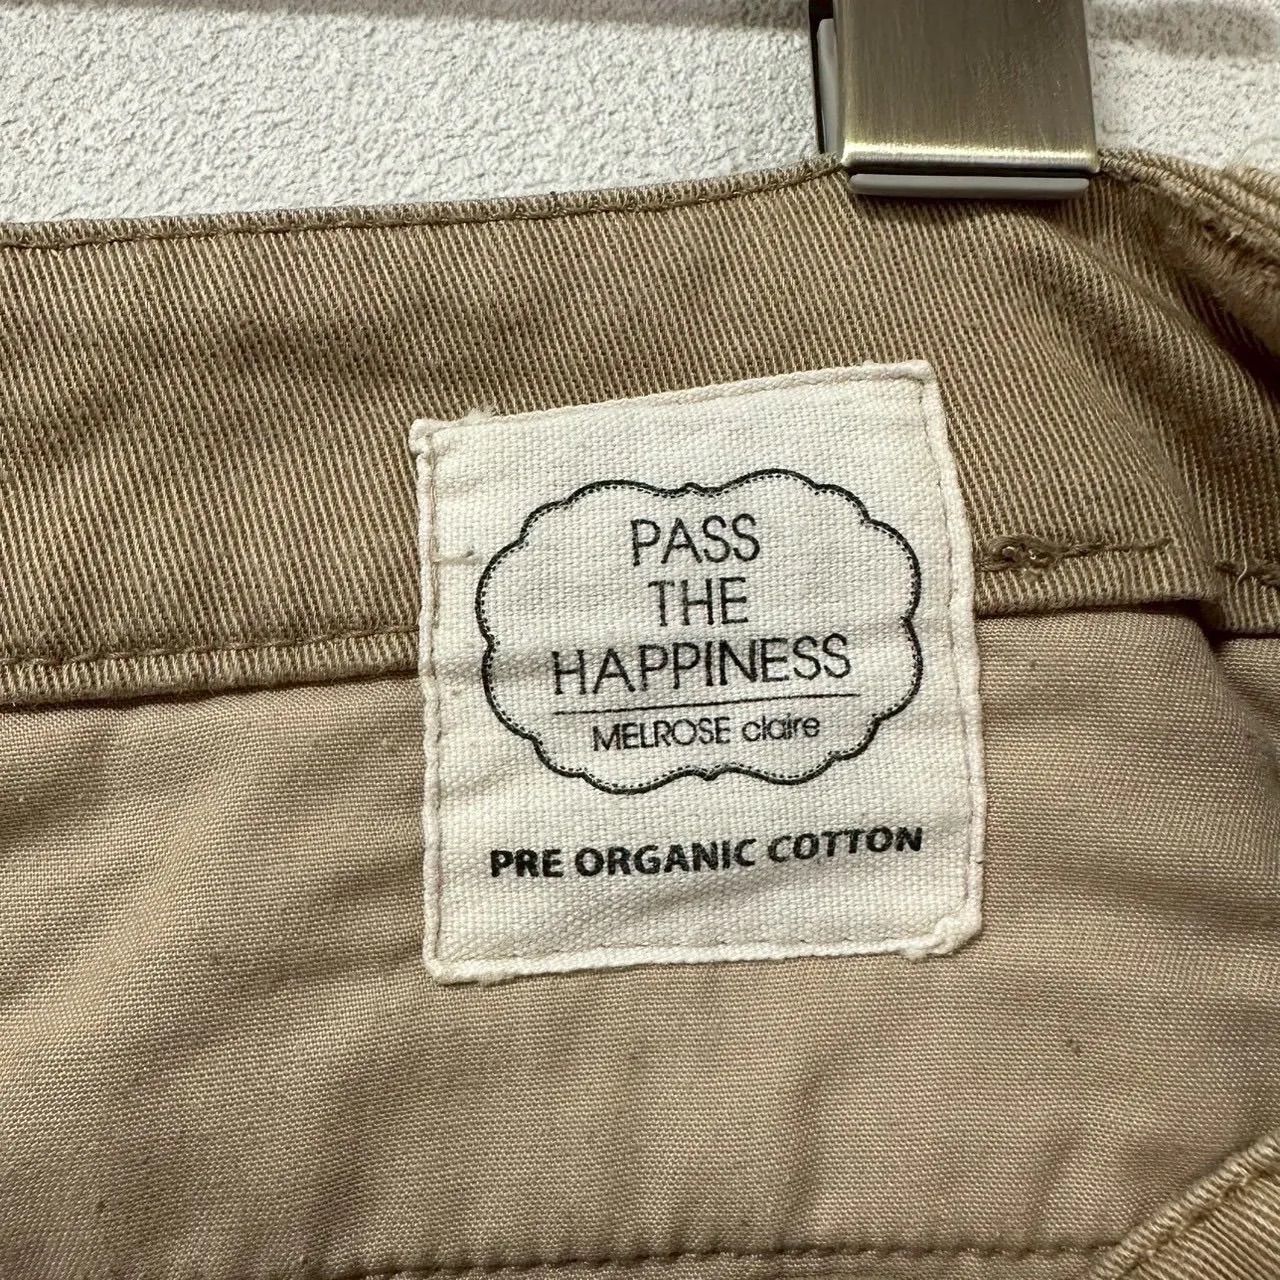 PASS
THE
HAPPINESS
MELROSE claire
PRE ORGANIC COTTON